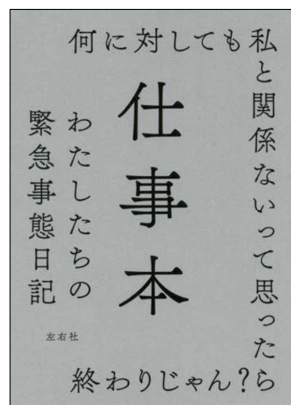 何に対しても
私と関係ないって思ったら
終わりじゃん?
仕事本
わたしたちの
緊急事態日記
左右社